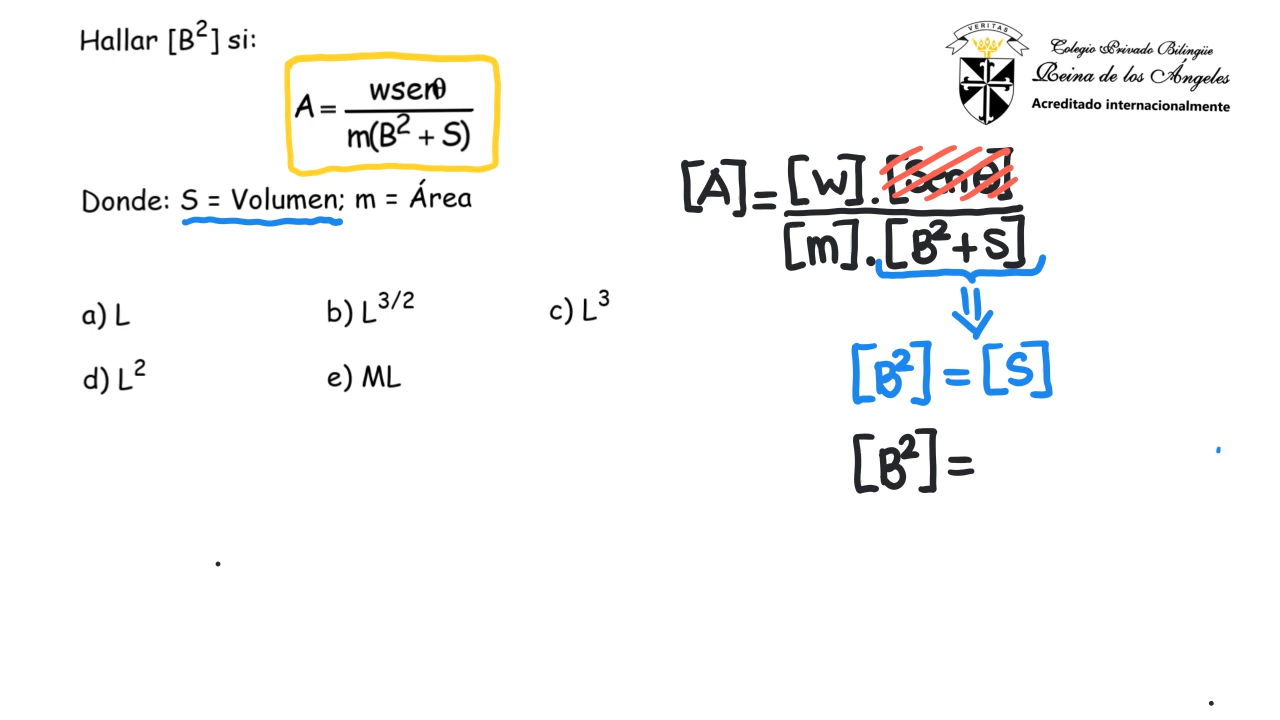 Hallar [B²] si:
A = wsenθ / m(B² + S)
Donde: S = Volumen; m = Área
a) L
b) L^3/2
c) L³
d) L²
e) ML
VERITAS
Colegio Privado Bilingüe
Reina de los Ángeles
Acreditado internacionalmente
[A] = [W] . [Sen θ] / [m] . [B² + S]
[B²] = [S]
[B²] =